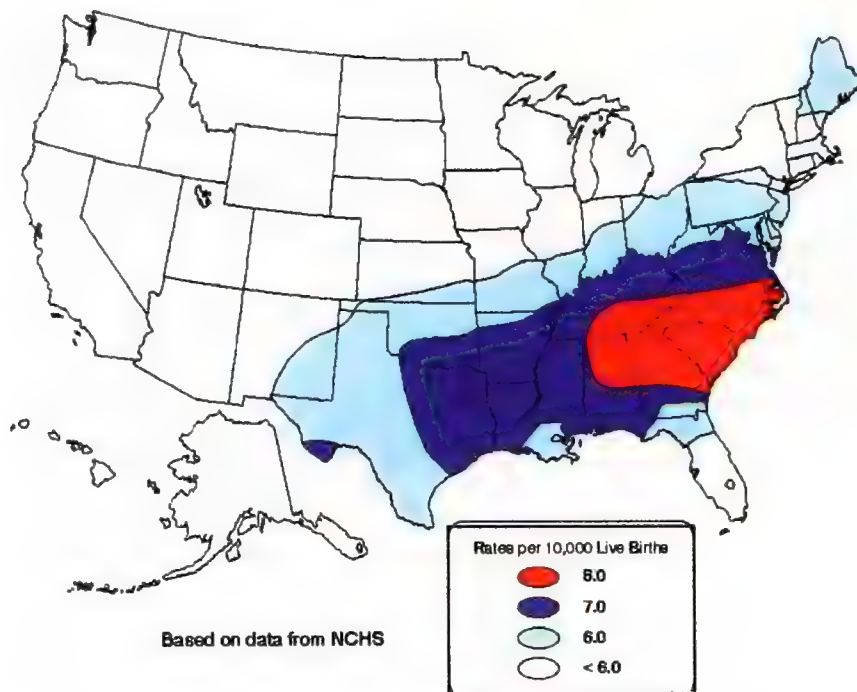 Rates per 10,000 Live Births
8.0
7.0
6.0
< 6.0
Based on data from NCHS